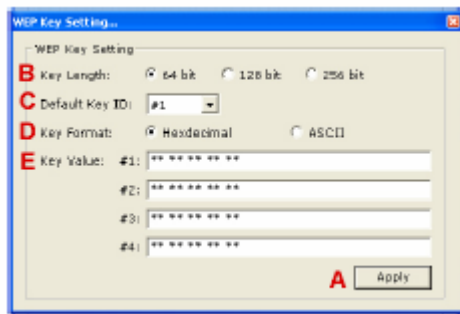 WEP Key Setting...
WEP Key Setting
B Key Length: 64 bit 128 bit 256 bit
C Default Key ID: #1
D Key Format: Hexdecimal ASCII
E Key Value: #1: ** ** ** ** **
#2: ** ** ** ** **
#3: ** ** ** ** **
#4: ** ** ** ** **
A Apply